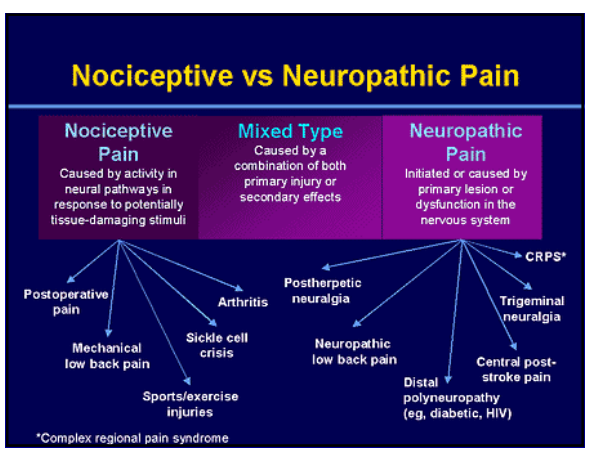 Nociceptive vs Neuropathic Pain
Nociceptive
Pain
Caused by activity in
neural pathways in
response to potentially
tissue-damaging stimuli
Mixed Type
Caused by a
combination of both
primary injury or
secondary effects
Neuropathic
Pain
Initiated or caused by
primary lesion or
dysfunction in the
nervous system
Postoperative
pain
Mechanical
low back pain
Sports/exercise
injuries
Sickle cell
crisis
Arthritis
Postherpetic
neuralgia
Neuropathic
low back pain
Distal
polyneuropathy
(eg, diabetic, HIV)
Central post-
stroke pain
Trigeminal
neuralgia
CRPS*
*Complex regional pain syndrome